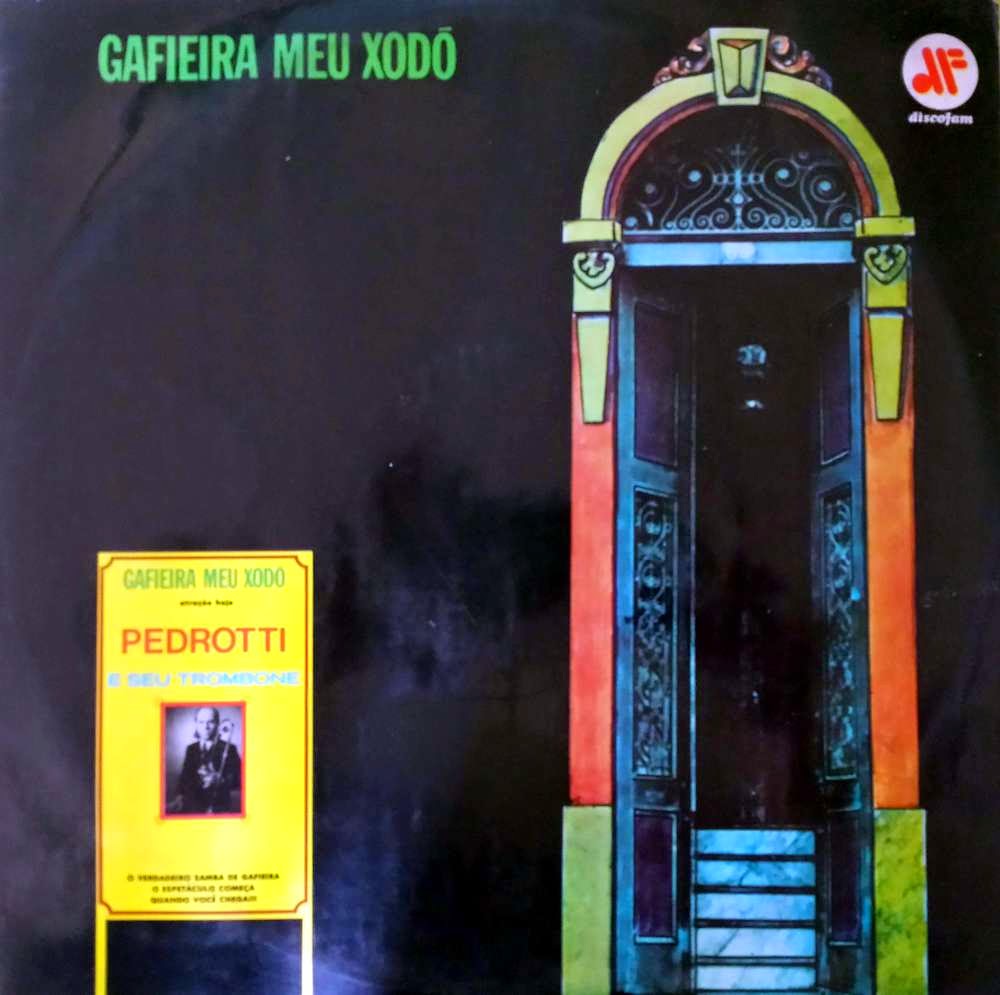 GAFIEIRA MEU XODÓ
dF
discofam
GAFIEIRA MEU XODÓ
atração hoje
PEDROTTI
E SEU TROMBONE
O VERDADEIRO SAMBA DE GAFIEIRA
O ESPETÁCULO COMEÇA
QUANDO VOCÊ CHEGA!!!